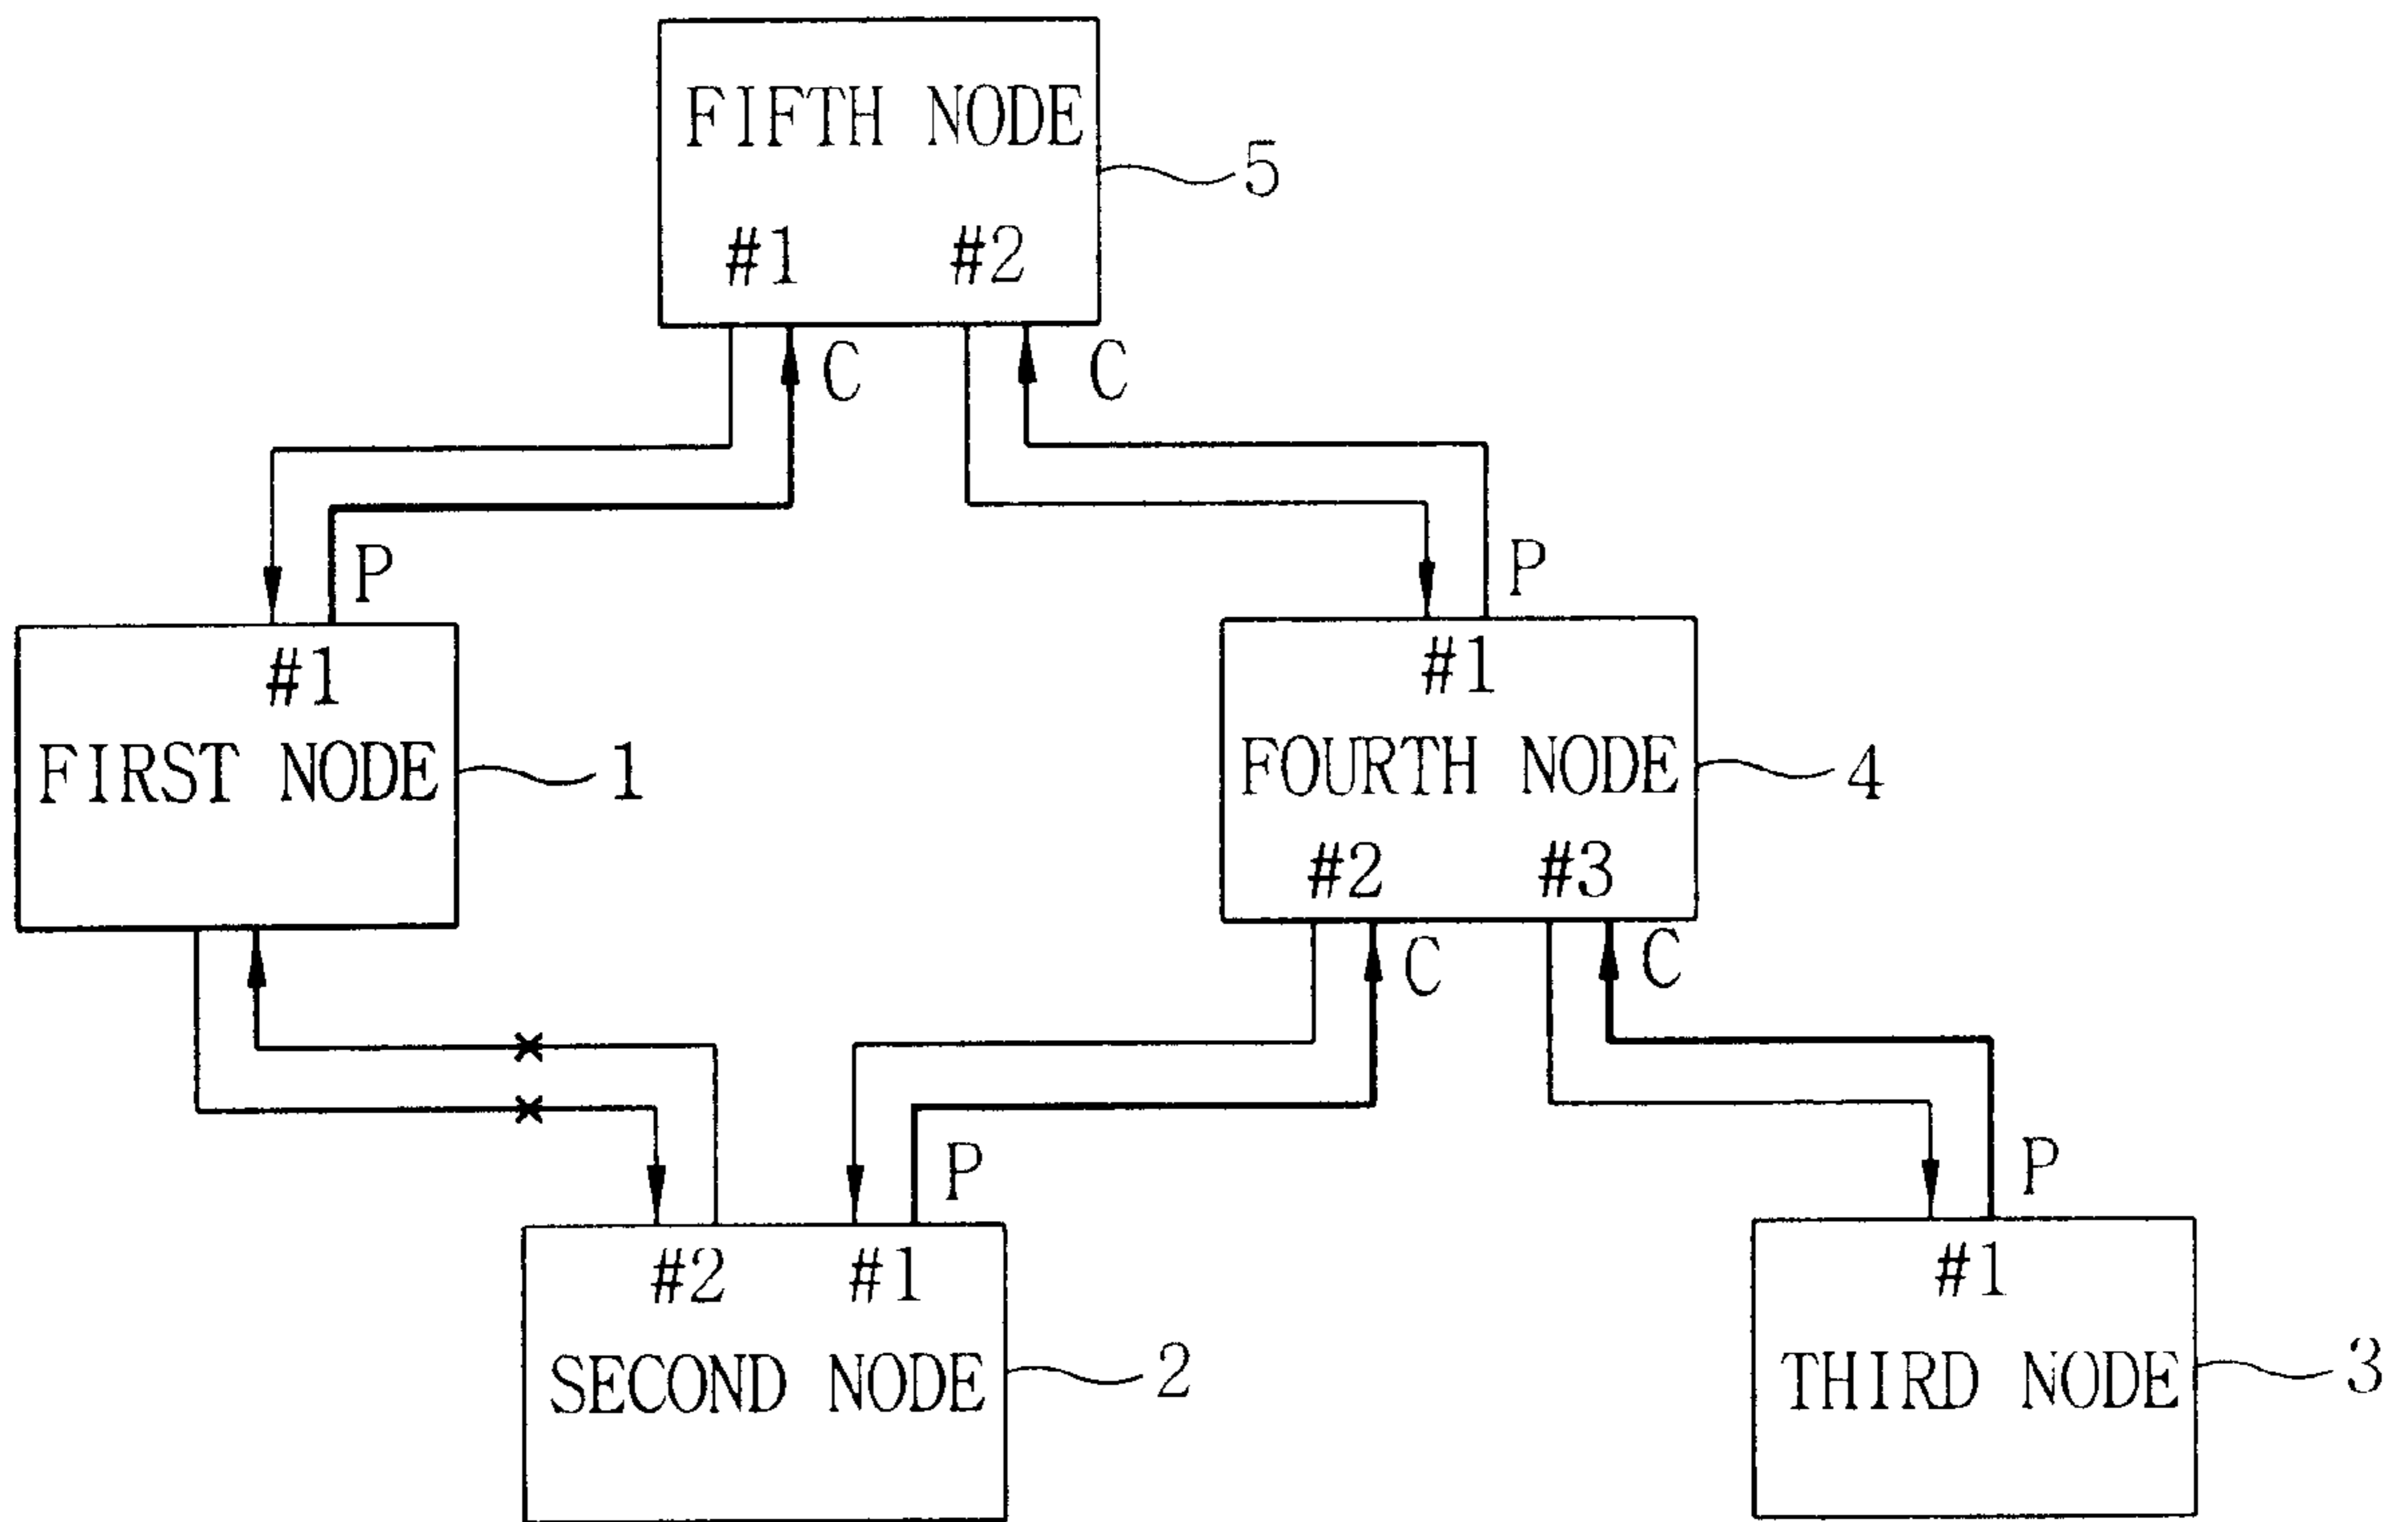 FIFTH NODE
5
#1 #2
C C
P P
#1 #1
FIRST NODE
1
FOURTH NODE
4
#2 #3
C C
P P
#2 #1 #1
SECOND NODE
2
THIRD NODE
3